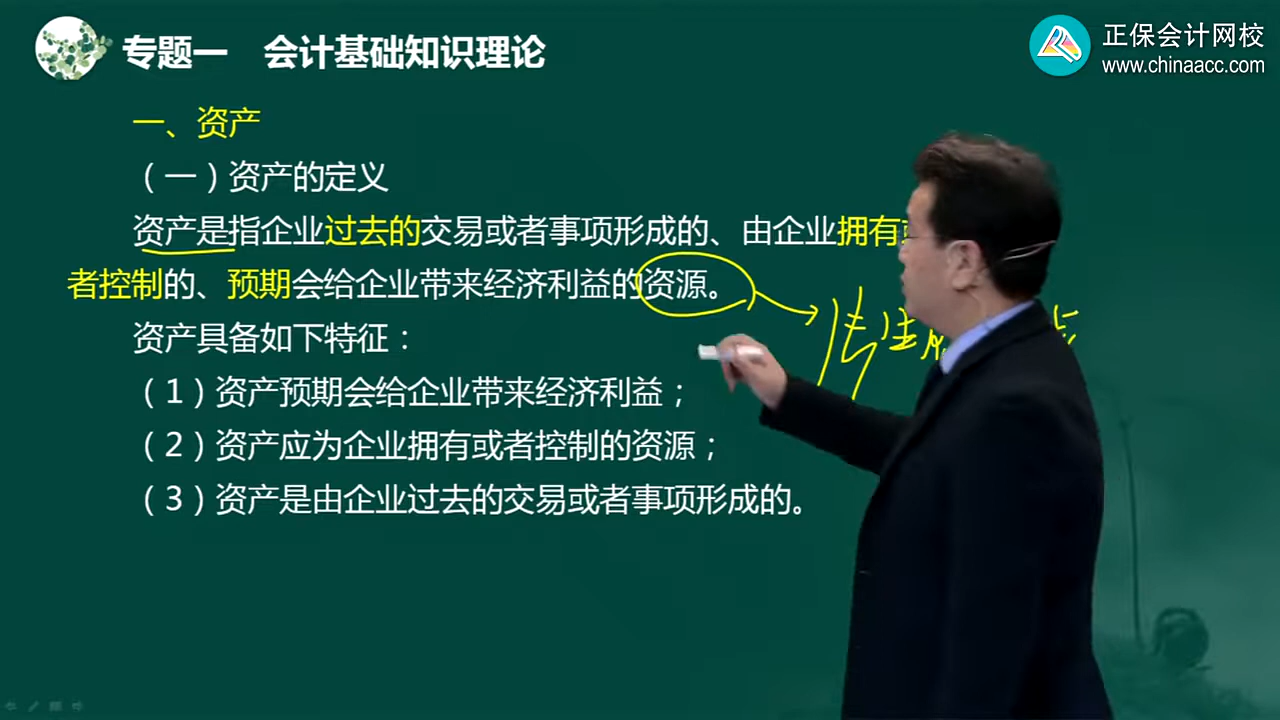 专题一 会计基础知识理论
正保会计网校
www.chinaacc.com
一、资产
（一）资产的定义
资产是指企业过去的交易或者事项形成的、由企业拥有
者控制的、预期会给企业带来经济利益的资源。
资产具备如下特征：
（1）资产预期会给企业带来经济利益；
（2）资产应为企业拥有或者控制的资源；
（3）资产是由企业过去的交易或者事项形成的。